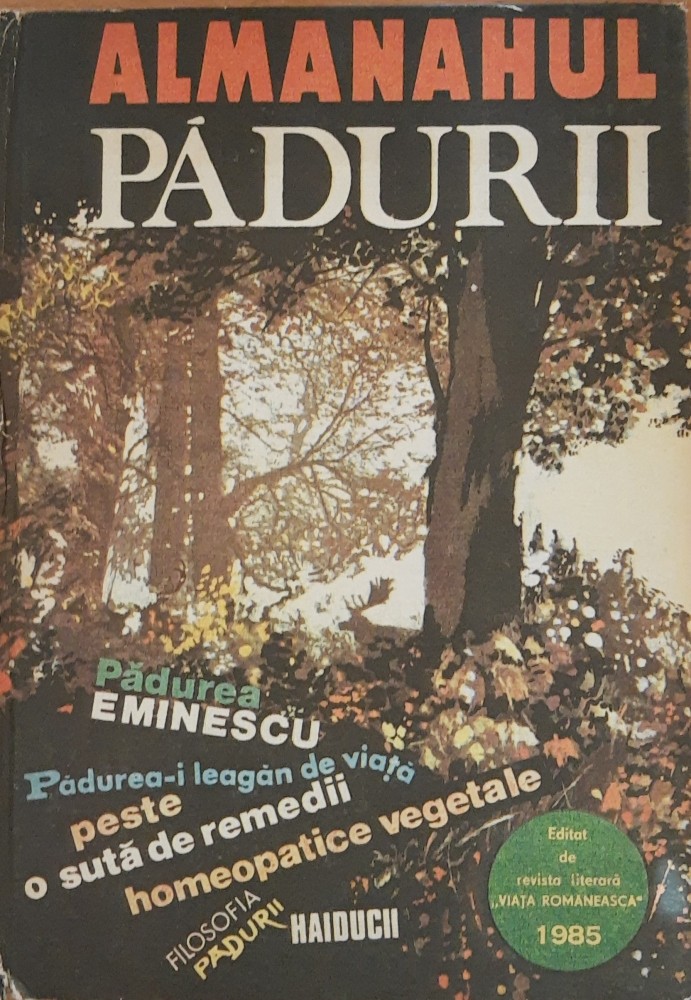 ALMANAHUL
PĂDURII
Pădurea
EMINESCU
Pădurea-i leagăn de viață
peste
o sută de remedii
homeopatice vegetale
FILOSOFIA
PĂDURII
HAIDUCII
Editat
de
revista literară
„VIAȚA ROMÂNEASCĂ"
1985